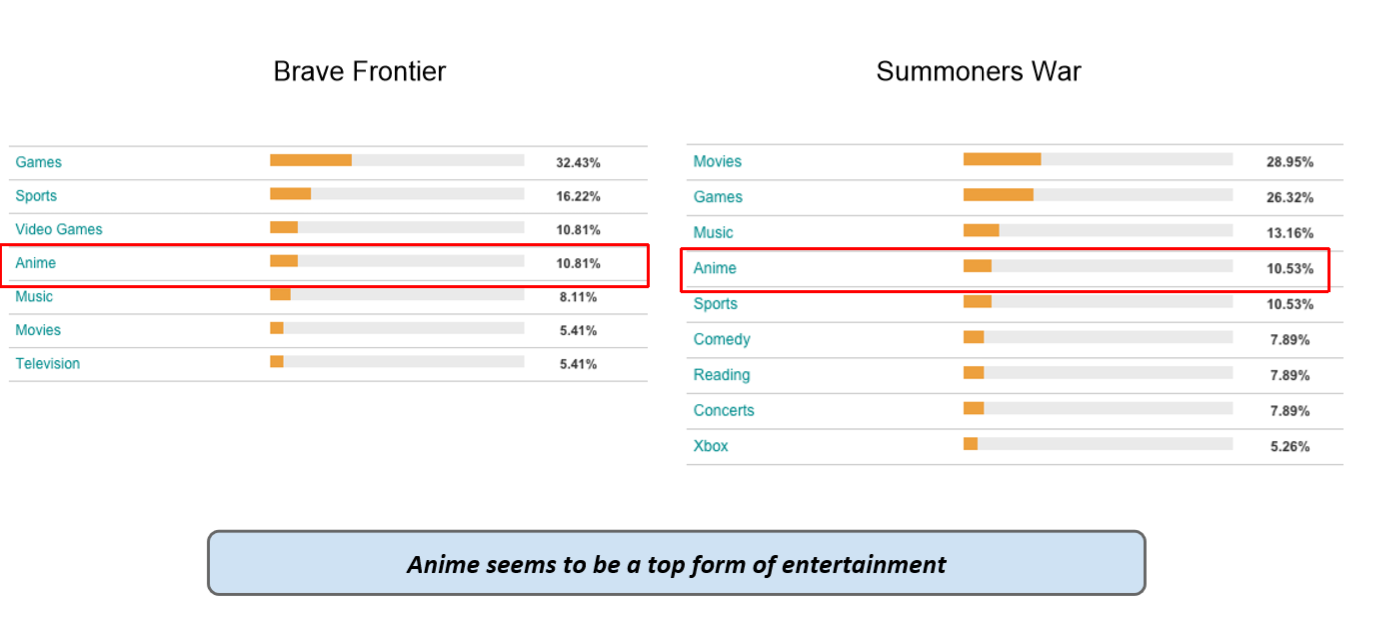 Brave Frontier
Games 32.43%
Sports 16.22%
Video Games 10.81%
Anime 10.81%
Music 8.11%
Movies 5.41%
Television 5.41%
Summoners War
Movies 28.95%
Games 26.32%
Music 13.16%
Anime 10.53%
Sports 10.53%
Comedy 7.89%
Reading 7.89%
Concerts 7.89%
Xbox 5.26%
Anime seems to be a top form of entertainment